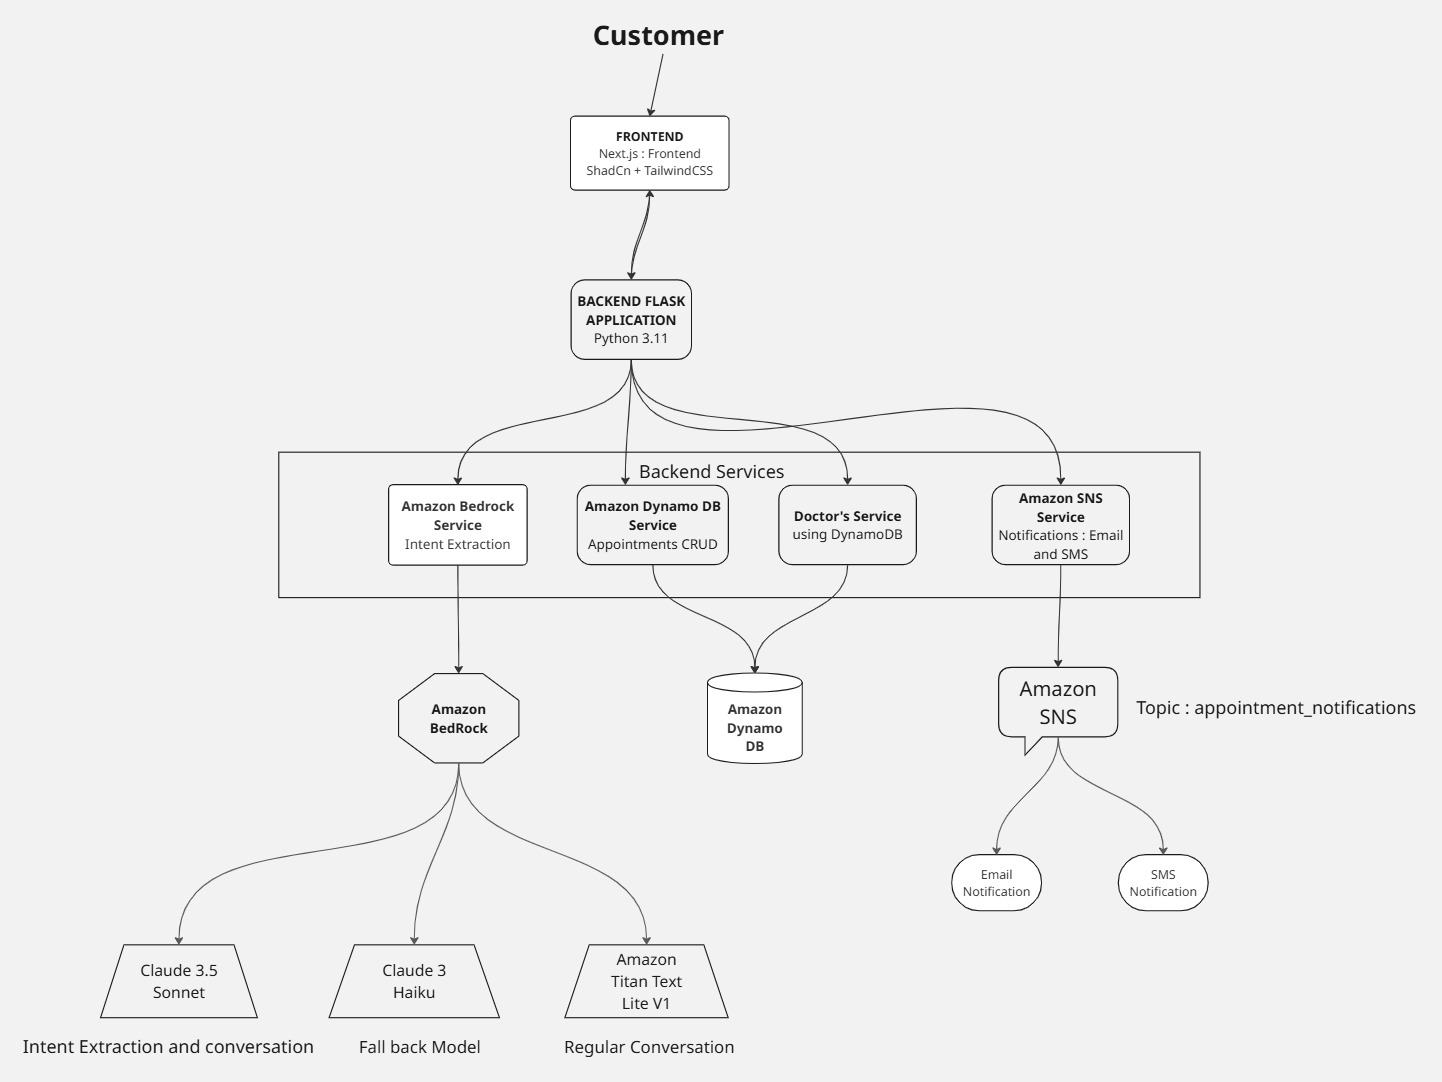 Customer
FRONTEND
Next.js : Frontend
ShadCn + TailwindCSS
BACKEND FLASK
APPLICATION
Python 3.11
Backend Services
Amazon Bedrock
Service
Intent Extraction
Amazon Dynamo DB
Service
Appointments CRUD
Doctor's Service
using DynamoDB
Amazon SNS
Service
Notifications : Email
and SMS
Amazon
BedRock
Amazon
Dynamo
DB
Amazon
SNS
Topic : appointment_notifications
Email
Notification
SMS
Notification
Claude 3.5
Sonnet
Claude 3
Haiku
Amazon
Titan Text
Lite V1
Intent Extraction and conversation
Fall back Model
Regular Conversation